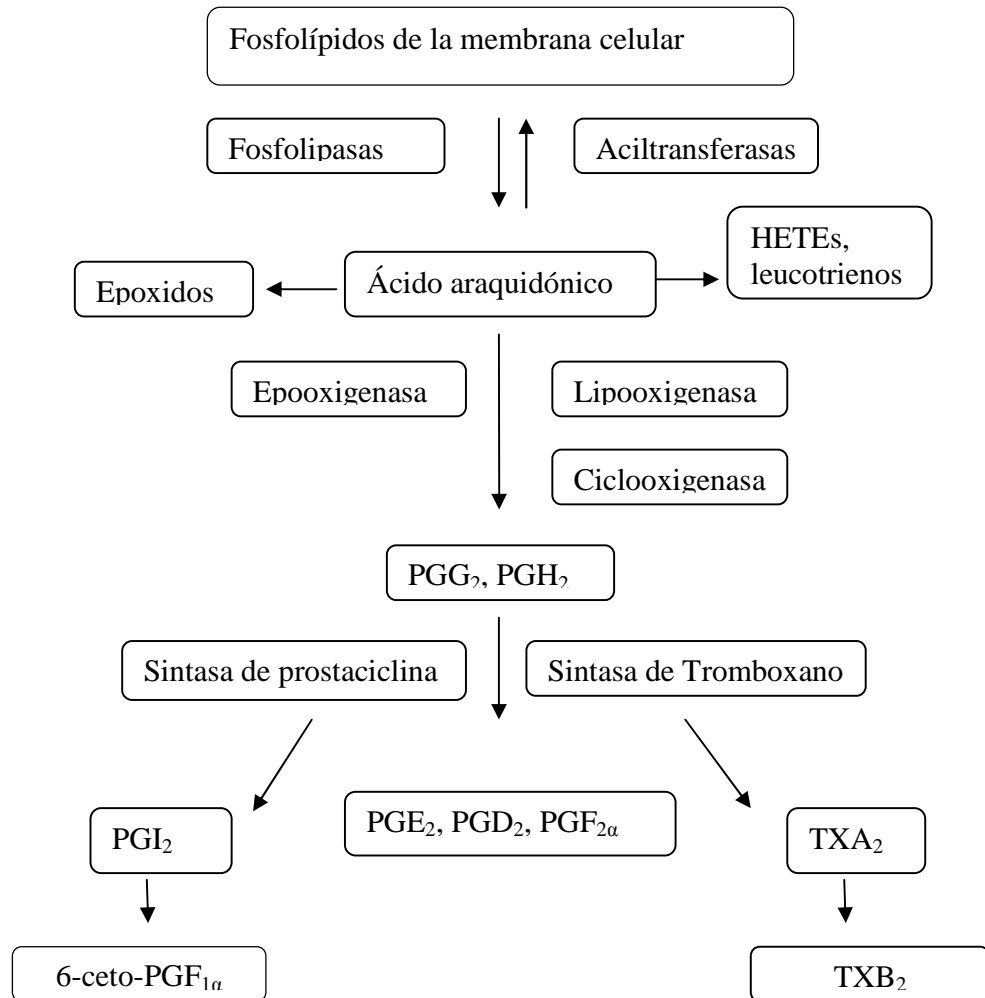 Fosfolípidos de la membrana celular
Fosfolipasas
Aciltransferasas
HETEs,
leucotrienos
Epoxidos
Ácido araquidónico
Epooxigenasa
Lipooxigenasa
Ciclooxigenasa
PGG₂, PGH₂
Sintasa de prostaciclina
Sintasa de Tromboxano
PGI₂
PGE₂, PGD₂, PGF₂α
TXA₂
6-ceto-PGF₁α
TXB₂